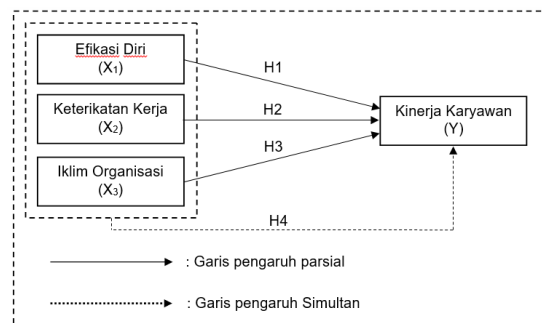 Efikasi Diri
(X₁)
H1
Keterikatan Kerja
(X₂)
H2
Kinerja Karyawan
(Y)
H3
Iklim Organisasi
(X₃)
H4
: Garis pengaruh parsial
: Garis pengaruh Simultan